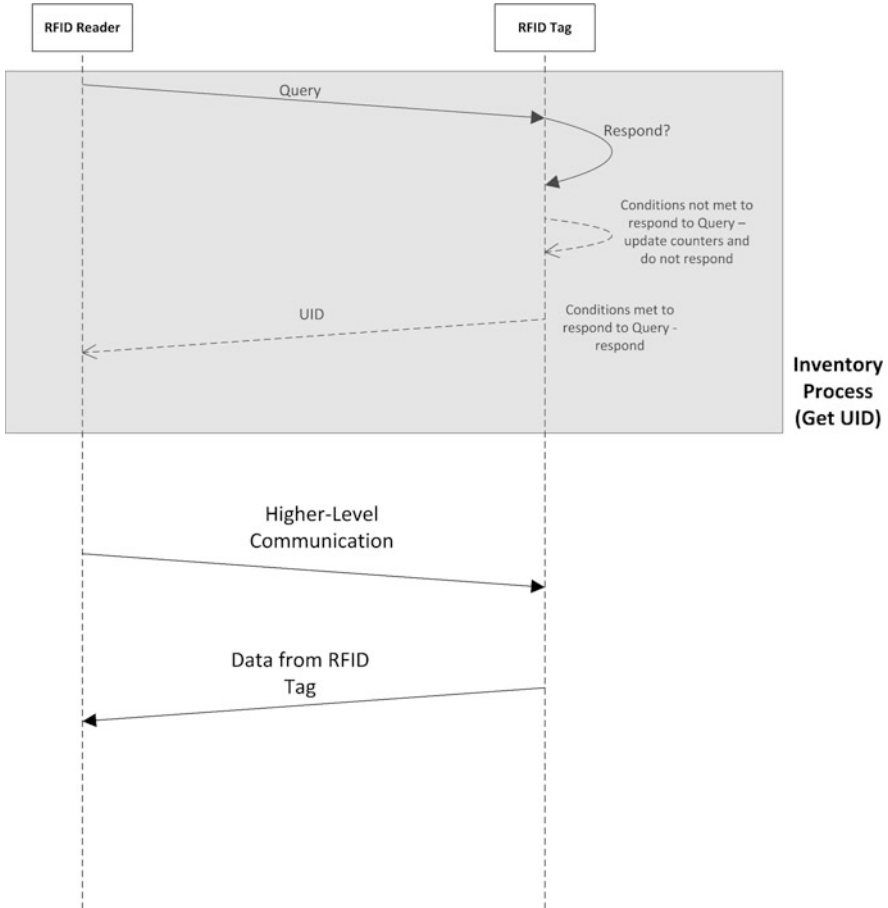 RFID Reader
RFID Tag
Query
Respond?
Conditions not met to
respond to Query –
update counters and
do not respond
UID
Conditions met to
respond to Query -
respond
Inventory
Process
(Get UID)
Higher-Level
Communication
Data from RFID
Tag